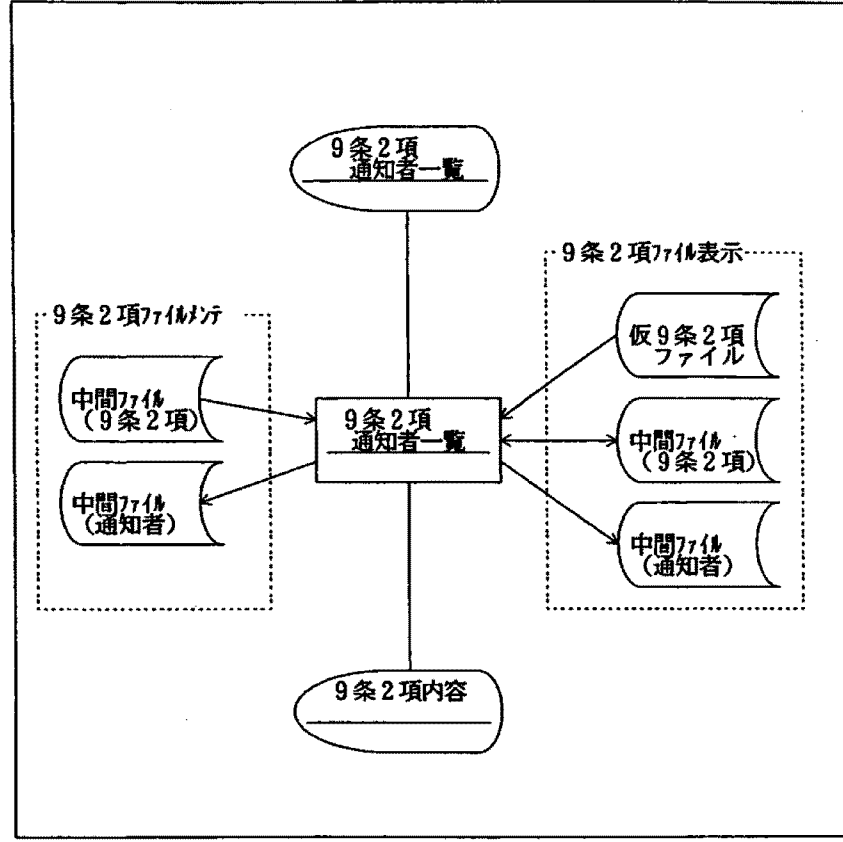 9条2項
通知者一覧
9条2項ファイル表示
9条2項ファイルメンテ
仮9条2項
ファイル
中間ファイル
(9条2項)
9条2項
通知者一覧
中間ファイル
(9条2項)
中間ファイル
(通知者)
中間ファイル
(通知者)
9条2項内容